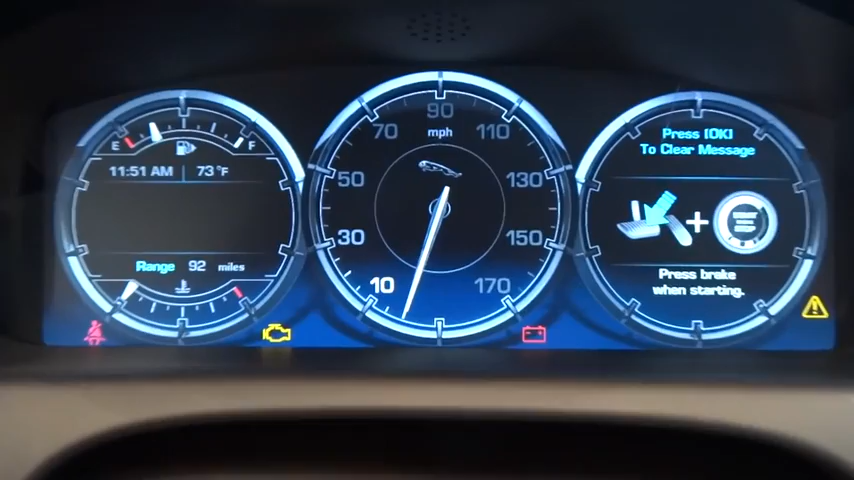 E F
11:51 AM 73°F
Range 92 miles
90
70 110
mph
50 130
30 150
10 170
Press [OK]
To Clear Message
+
Press brake
when starting.